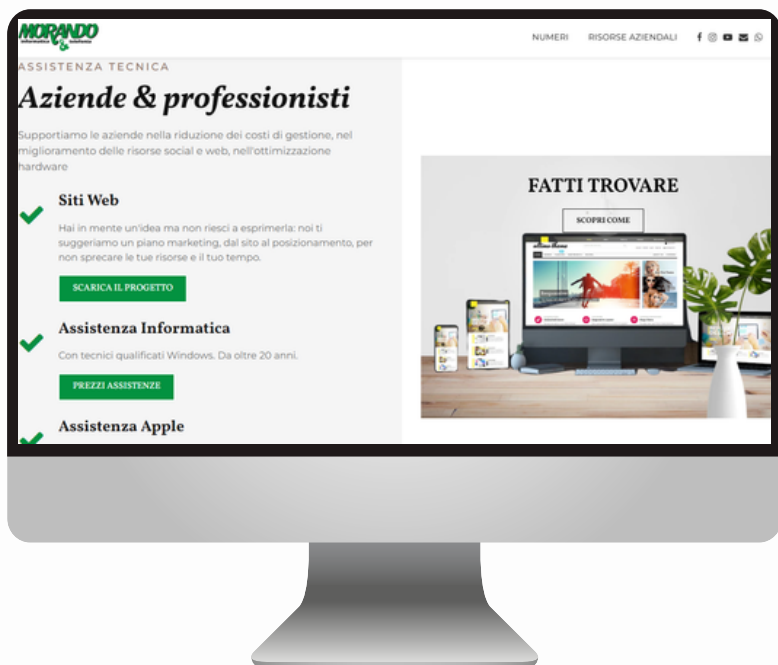 MORANDO
informatica & telefonia
NUMERI
RISORSE AZIENDALI
ASSISTENZA TECNICA
Aziende & professionisti
Supportiamo le aziende nella riduzione dei costi di gestione, nel
miglioramento delle risorse social e web, nell'ottimizzazione
hardware
Siti Web
Hai in mente un'idea ma non riesci a esprimerla: noi ti
suggeriamo un piano marketing, dal sito al posizionamento, per
non sprecare le tue risorse e il tuo tempo.
SCARICA IL PROGETTO
Assistenza Informatica
Con tecnici qualificati Windows. Da oltre 20 anni.
PREZZI ASSISTENZE
Assistenza Apple
FATTI TROVARE
SCOPRI COME